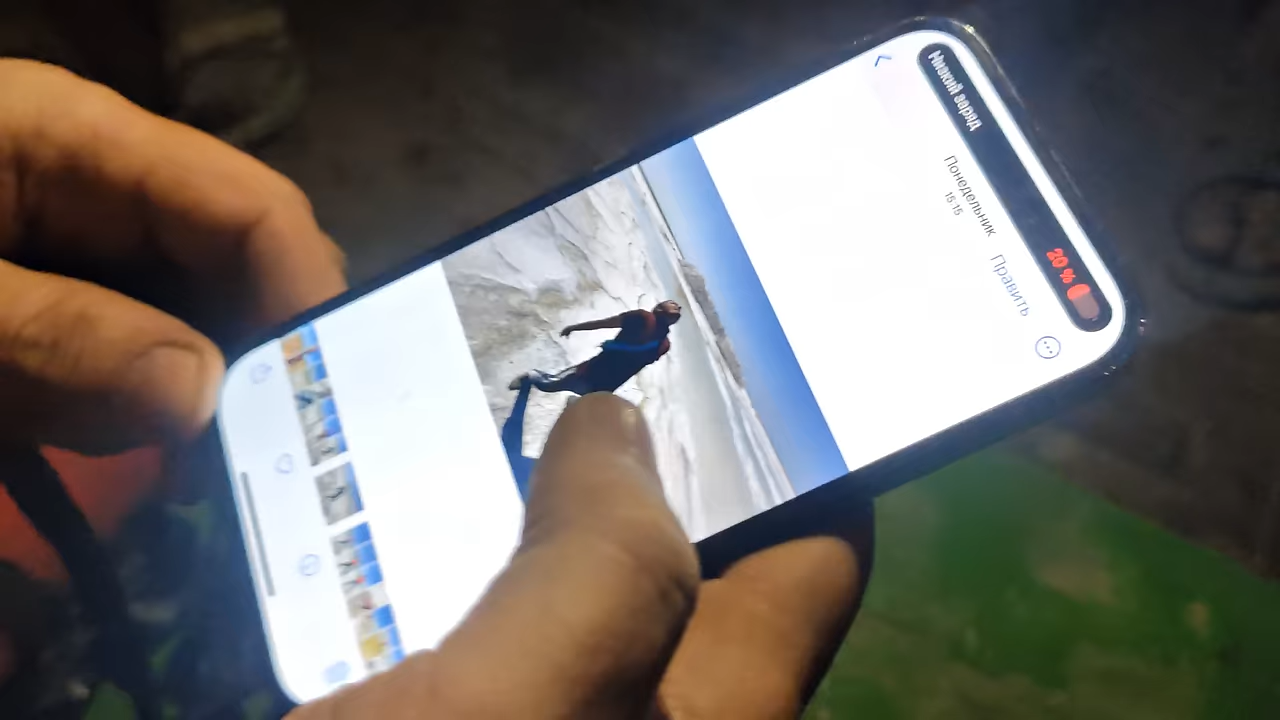 Низкий заряд
20 %
Понедельник
15:15
Править